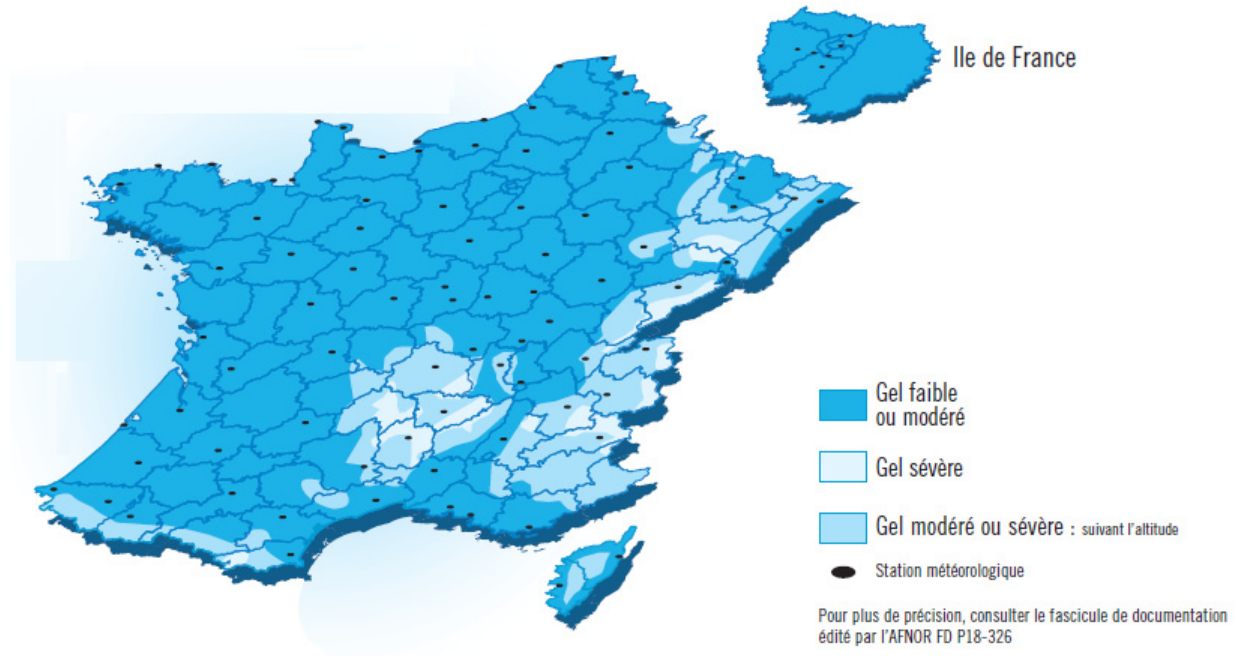 Ile de France
Gel faible
ou modéré
Gel sévère
Gel modéré ou sévère : suivant l'altitude
Station météorologique
Pour plus de précision, consulter le fascicule de documentation
édité par l'AFNOR FD P18-326